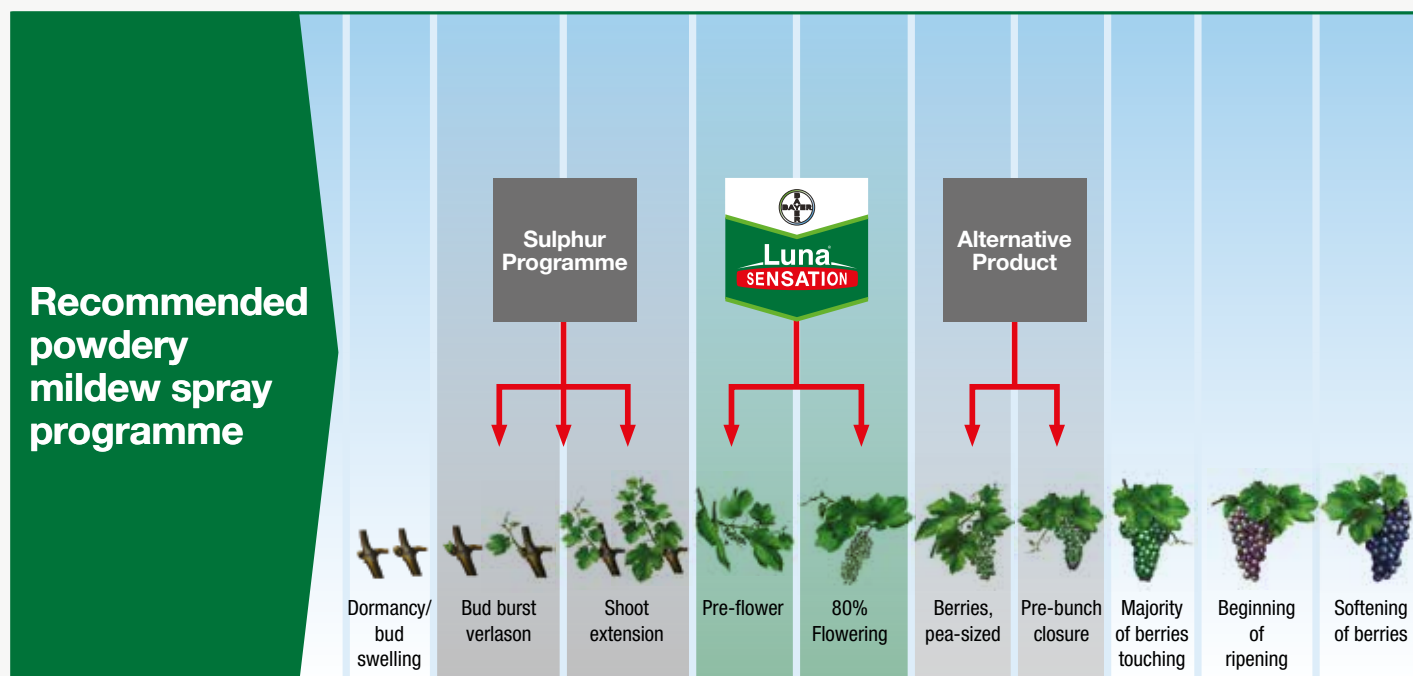 Recommended
powdery
mildew spray
programme
Sulphur
Programme
BAYER
BAYER
Luna
SENSATION
Alternative
Product
Dormancy/
bud
swelling
Bud burst
verlason
Shoot
extension
Pre-flower
80%
Flowering
Berries,
pea-sized
Pre-bunch
closure
Majority
of berries
touching
Beginning
of
ripening
Softening
of berries